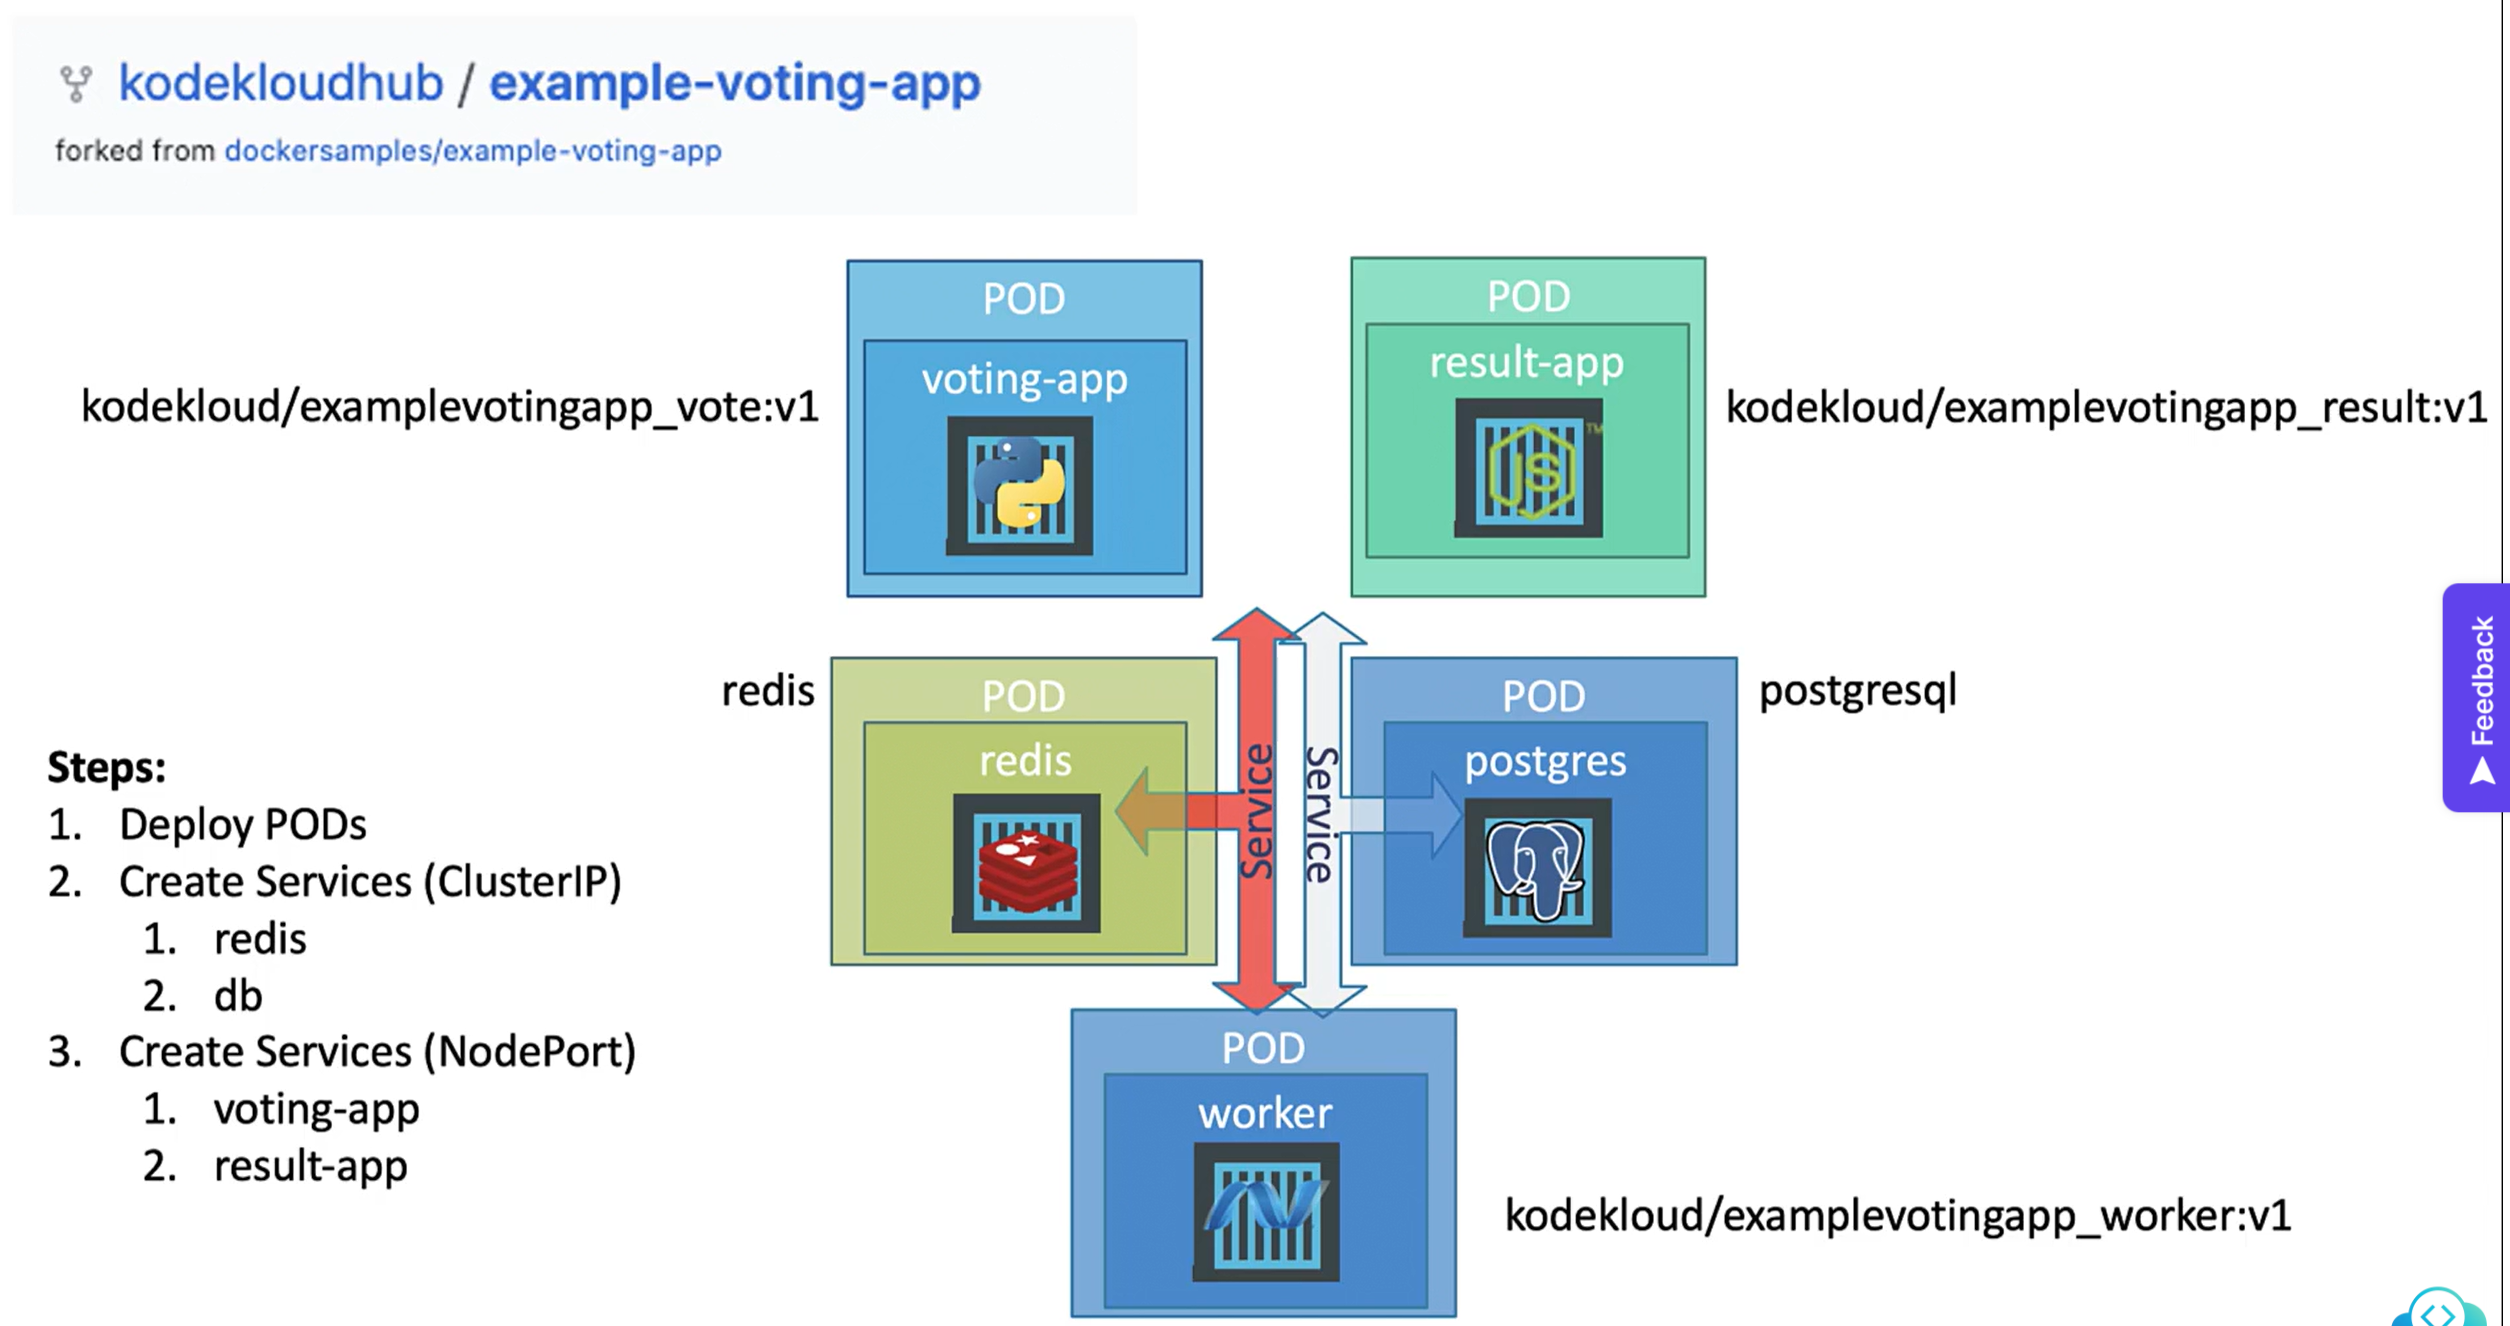 kodekloudhub / example-voting-app
forked from dockersamples/example-voting-app
POD
voting-app
kodekloud/examplevotingapp_vote:v1
POD
result-app
JS
TM
kodekloud/examplevotingapp_result:v1
redis
POD
redis
Service
Service
POD
postgres
postgresql
Feedback
Steps:
1. Deploy PODs
2. Create Services (ClusterIP)
1. redis
2. db
3. Create Services (NodePort)
1. voting-app
2. result-app
POD
worker
kodekloud/examplevotingapp_worker:v1